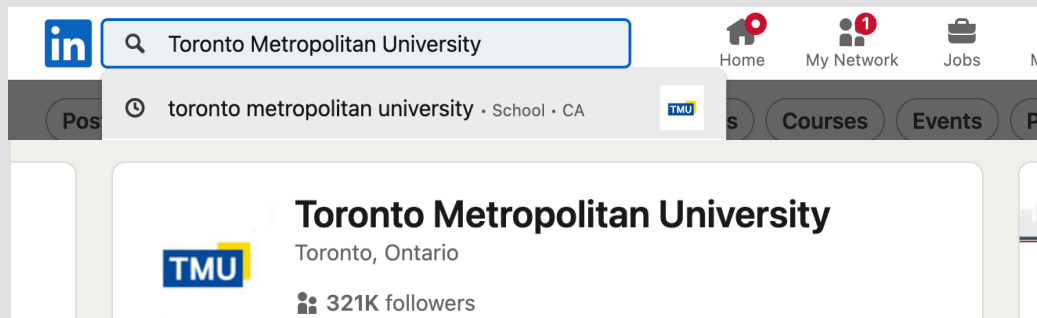 in
Toronto Metropolitan University
Home
1
My Network
Jobs
toronto metropolitan university • School • CA
TMU
Courses
Events
Toronto Metropolitan University
Toronto, Ontario
TMU
321K followers